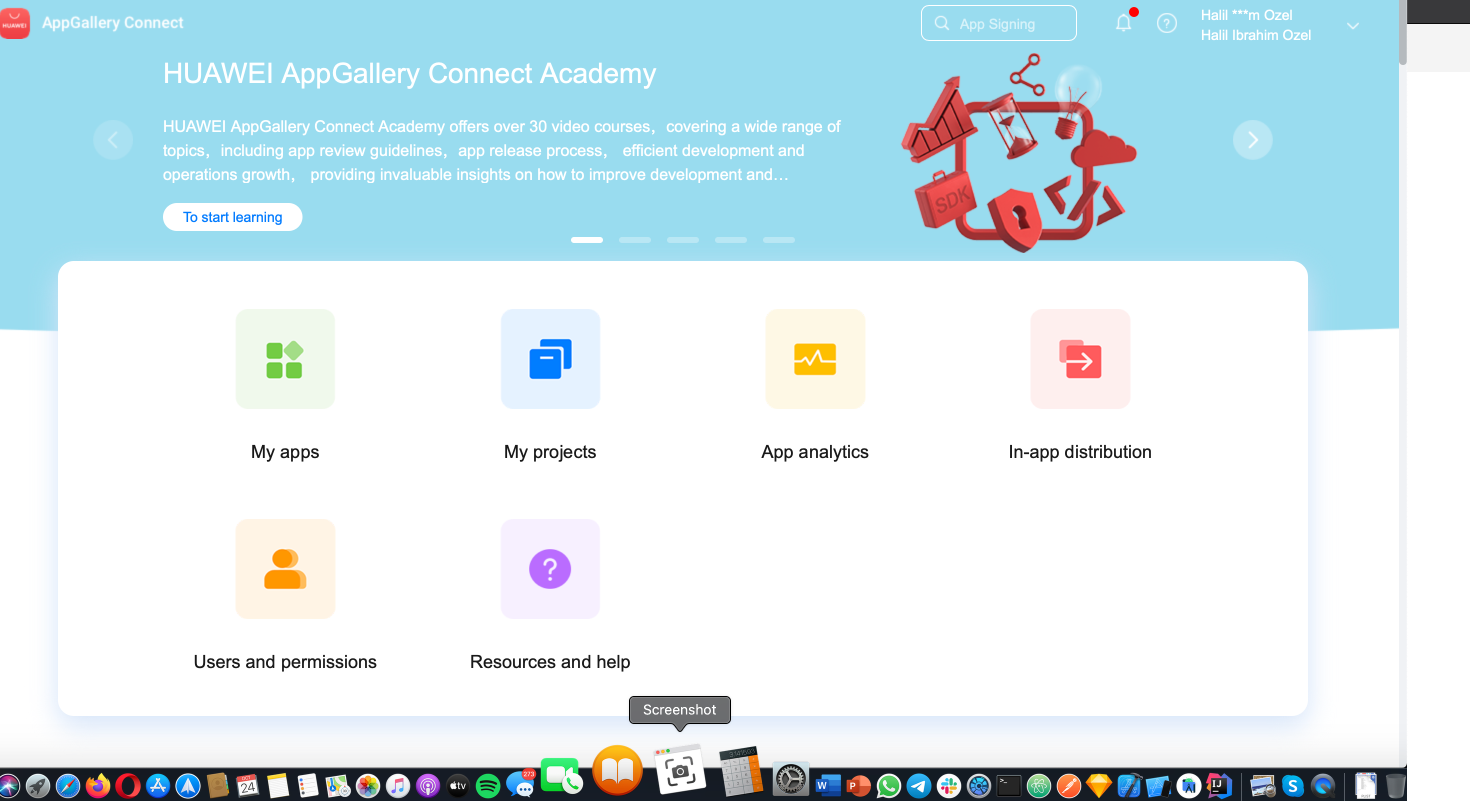 HUAWEI
AppGallery Connect
App Signing
?
Halil ***m Ozel
Halil Ibrahim Ozel
HUAWEI AppGallery Connect Academy
HUAWEI AppGallery Connect Academy offers over 30 video courses，covering a wide range of
topics，including app review guidelines，app release process， efficient development and
operations growth， providing invaluable insights on how to improve development and…
To start learning
SDK
My apps
My projects
App analytics
In-app distribution
?
Users and permissions
Resources and help
Screenshot
OCT
24
tv
273
W
P
S
IJ